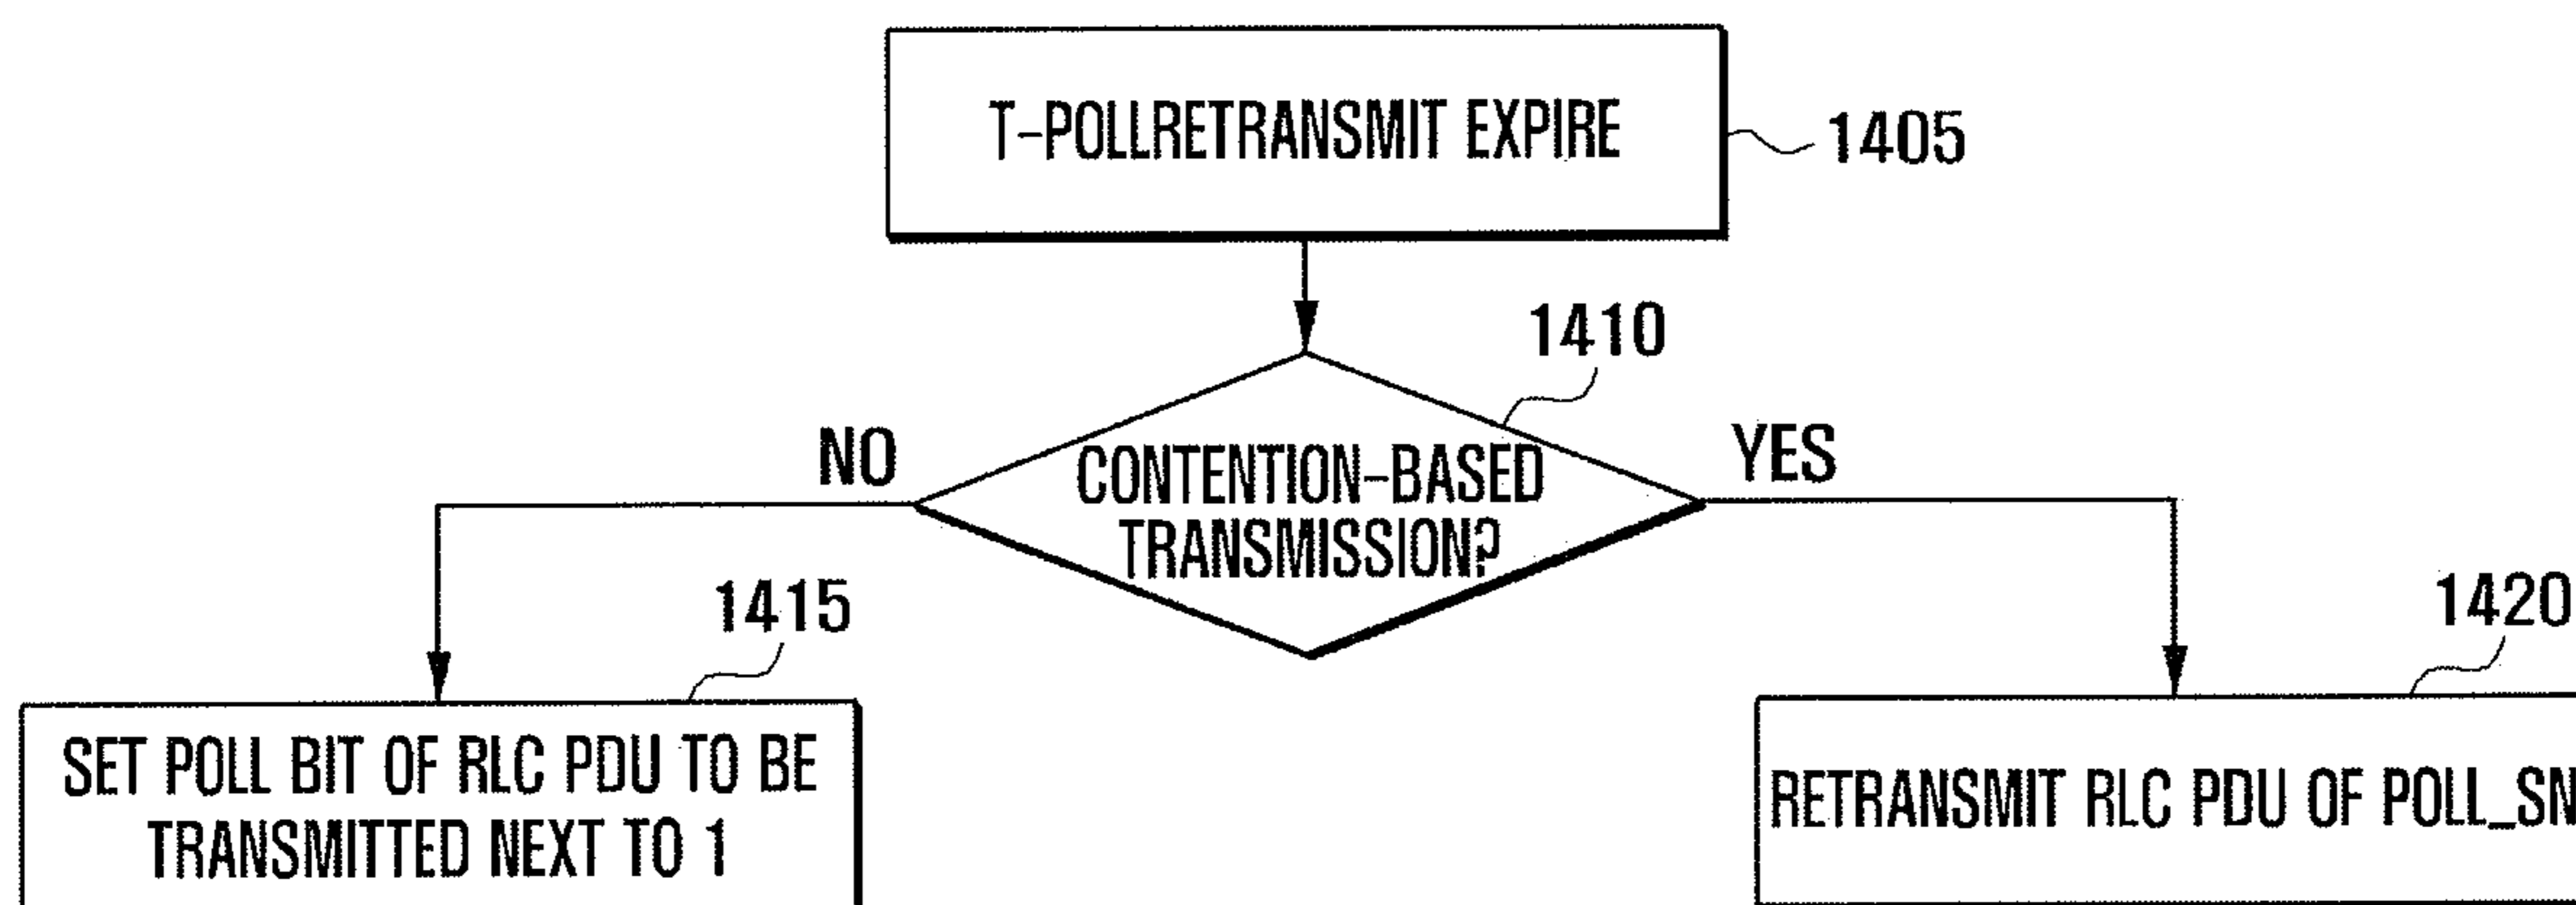 T-POLLRETRANSMIT EXPIRE
1405
1410
NO
CONTENTION-BASED
TRANSMISSION?
YES
1415
1420
SET POLL BIT OF RLC PDU TO BE
TRANSMITTED NEXT TO 1
RETRANSMIT RLC PDU OF POLL_SN